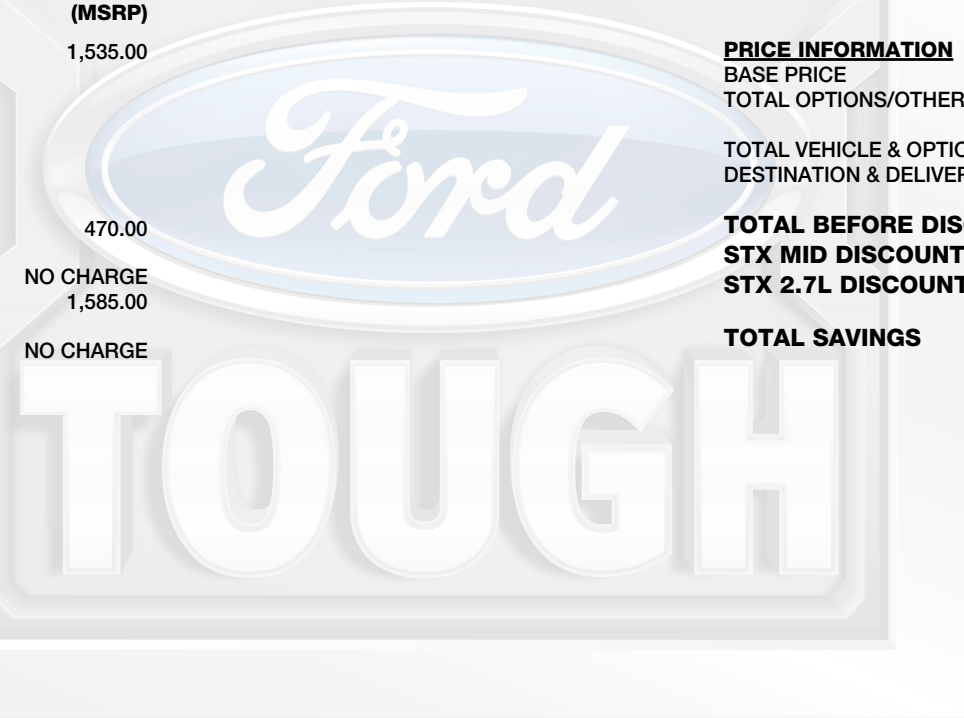 (MSRP)
1,535.00
470.00
NO CHARGE
1,585.00
NO CHARGE
PRICE INFORMATION
BASE PRICE
TOTAL OPTIONS/OTHER
TOTAL VEHICLE & OPTIO
DESTINATION & DELIVER
TOTAL BEFORE DIS
STX MID DISCOUNT
STX 2.7L DISCOUNT
TOTAL SAVINGS
Ford
TOUGH